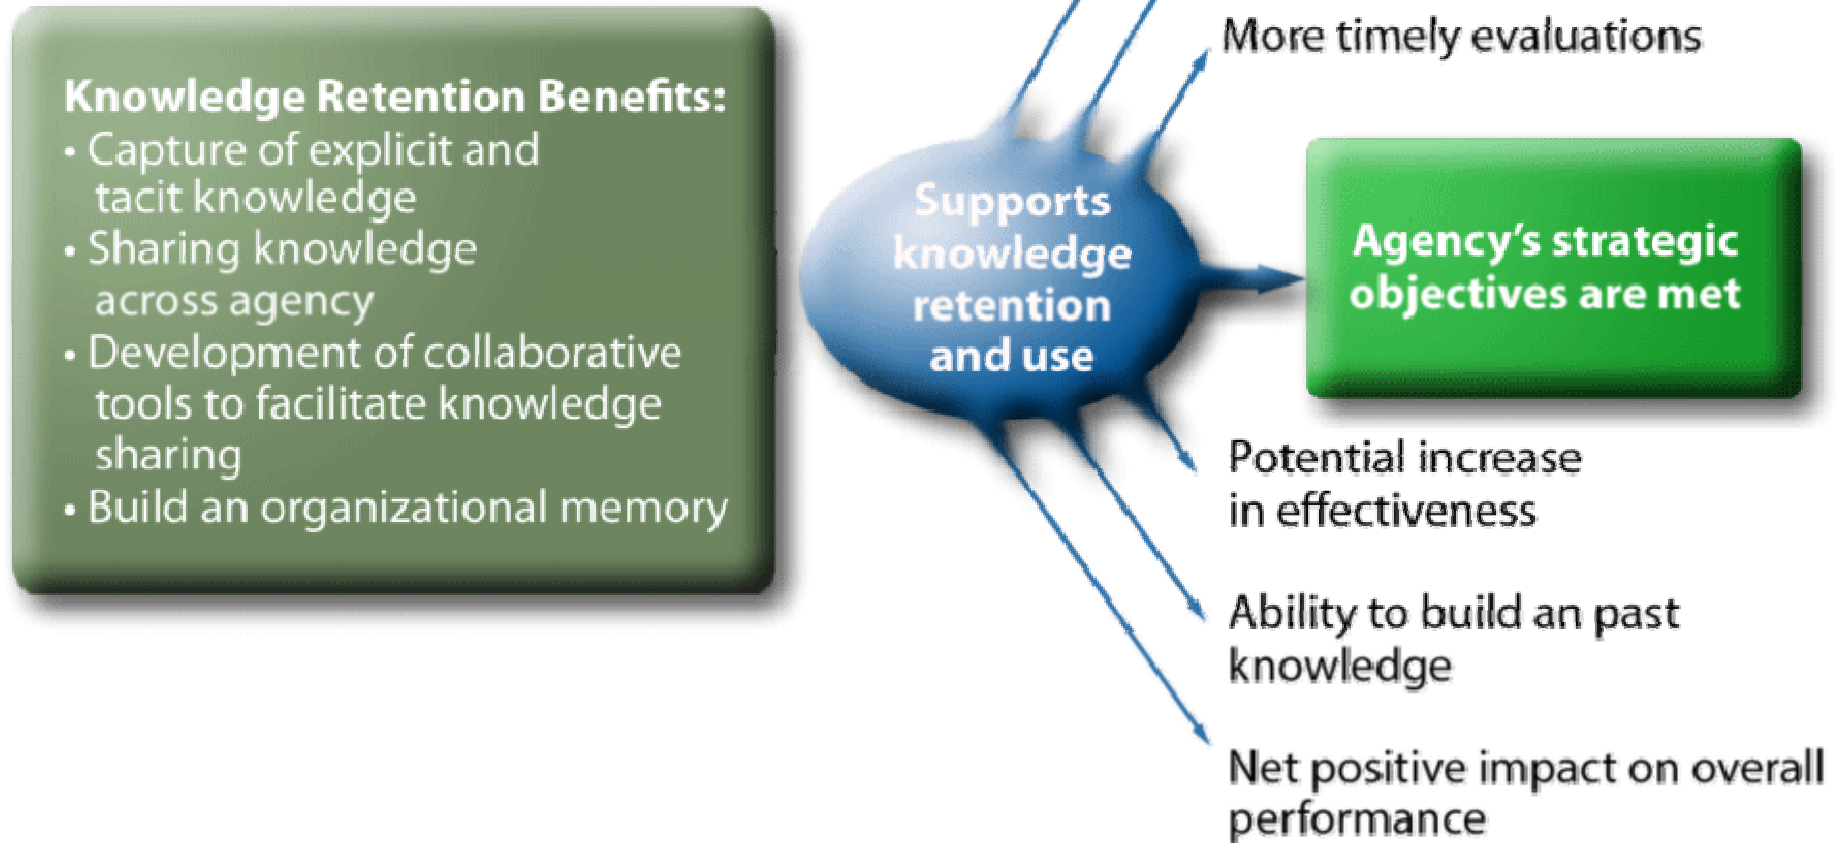 Knowledge Retention Benefits:
• Capture of explicit and
tacit knowledge
• Sharing knowledge
across agency
• Development of collaborative
tools to facilitate knowledge
sharing
• Build an organizational memory
Supports
knowledge
retention
and use
More timely evaluations
Agency’s strategic
objectives are met
Potential increase
in effectiveness
Ability to build an past
knowledge
Net positive impact on overall
performance